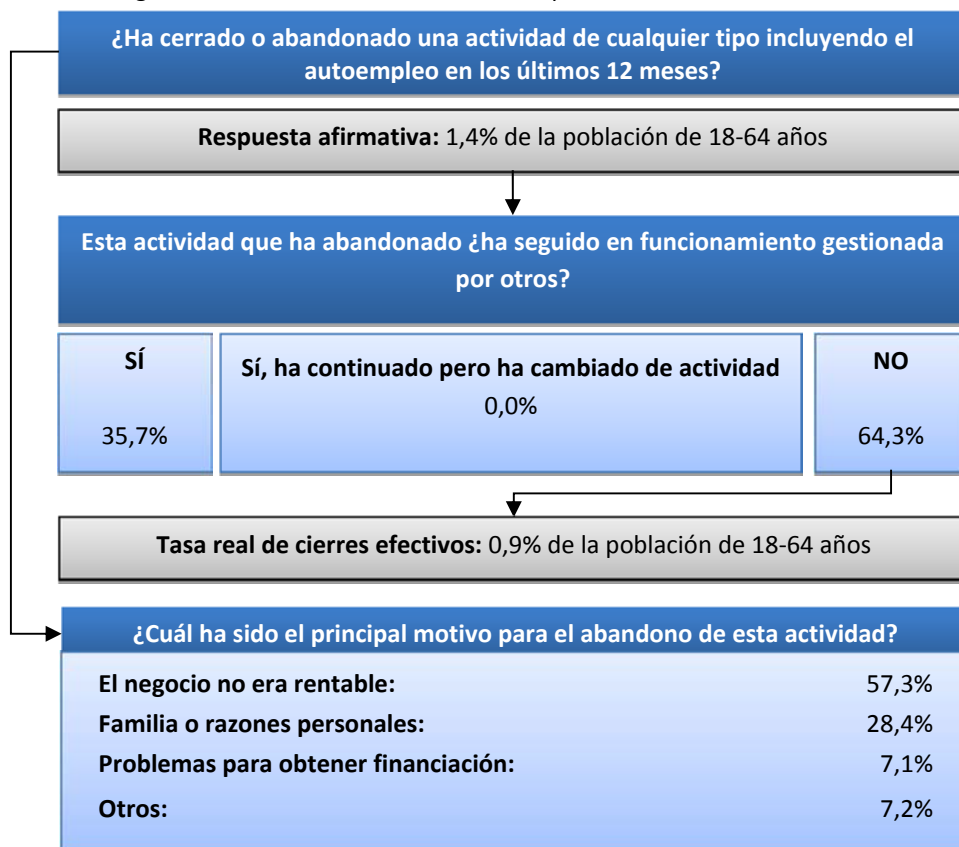 ¿Ha cerrado o abandonado una actividad de cualquier tipo incluyendo el
autoempleo en los últimos 12 meses?
Respuesta afirmativa: 1,4% de la población de 18-64 años
Esta actividad que ha abandonado ¿ha seguido en funcionamiento gestionada
por otros?
SÍ
35,7%
Sí, ha continuado pero ha cambiado de actividad
0,0%
NO
64,3%
Tasa real de cierres efectivos: 0,9% de la población de 18-64 años
¿Cuál ha sido el principal motivo para el abandono de esta actividad?
El negocio no era rentable: 57,3%
Familia o razones personales: 28,4%
Problemas para obtener financiación: 7,1%
Otros: 7,2%